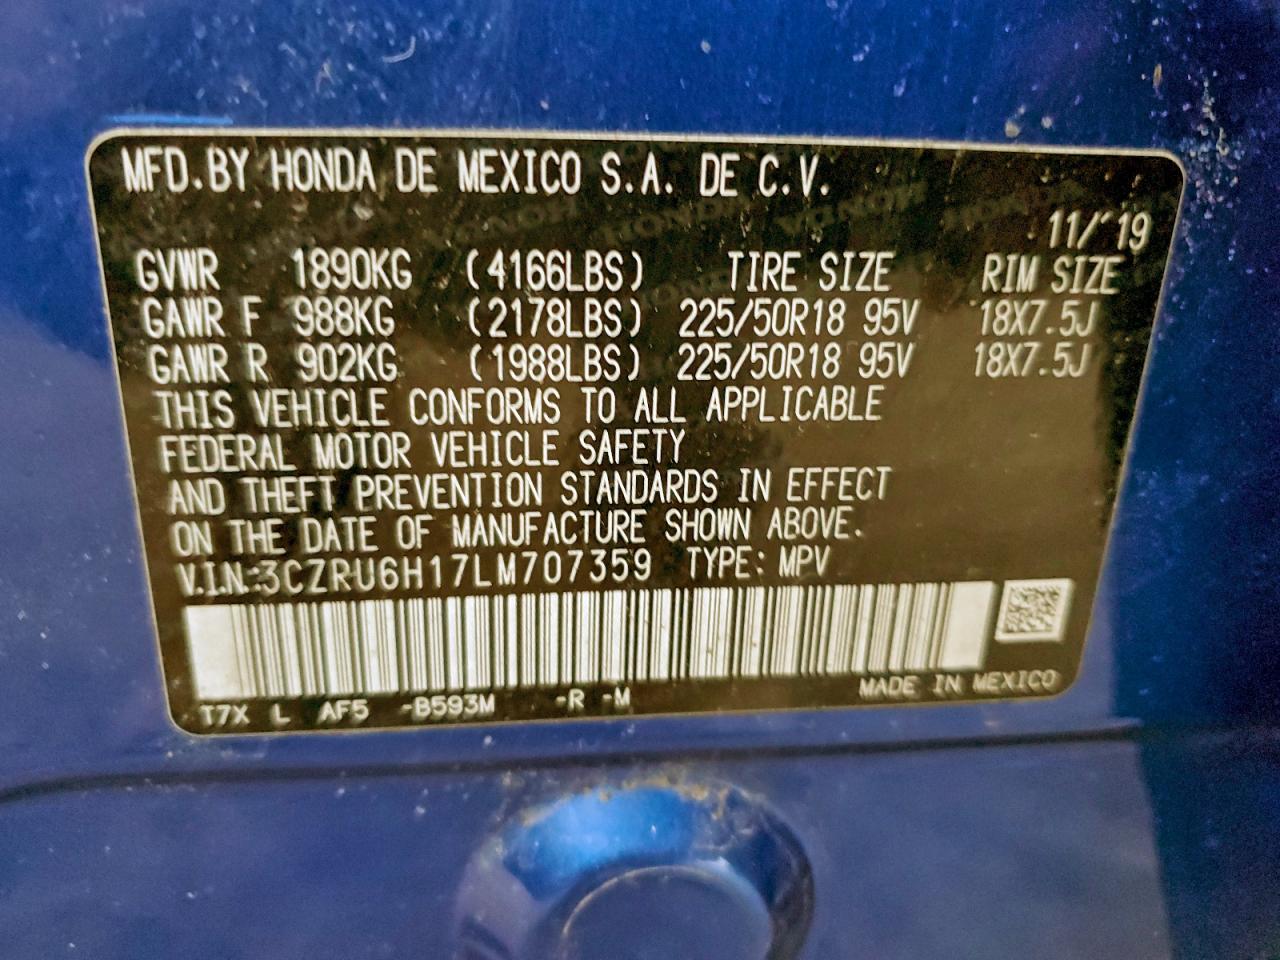 MFD.BY HONDA DE MEXICO S.A. DE C.V.
11/'19
GVWR 1890KG (4166LBS) TIRE SIZE RIM SIZE
GAWR F 988KG (2178LBS) 225/50R18 95V 18X7.5J
GAWR R 902KG (1988LBS) 225/50R18 95V 18X7.5J
THIS VEHICLE CONFORMS TO ALL APPLICABLE
FEDERAL MOTOR VEHICLE SAFETY
AND THEFT PREVENTION STANDARDS IN EFFECT
ON THE DATE OF MANUFACTURE SHOWN ABOVE.
V.I.N:3CZRU6H17LM707359 TYPE: MPV
T7X L AF5 -B593M -R -M MADE IN MEXICO